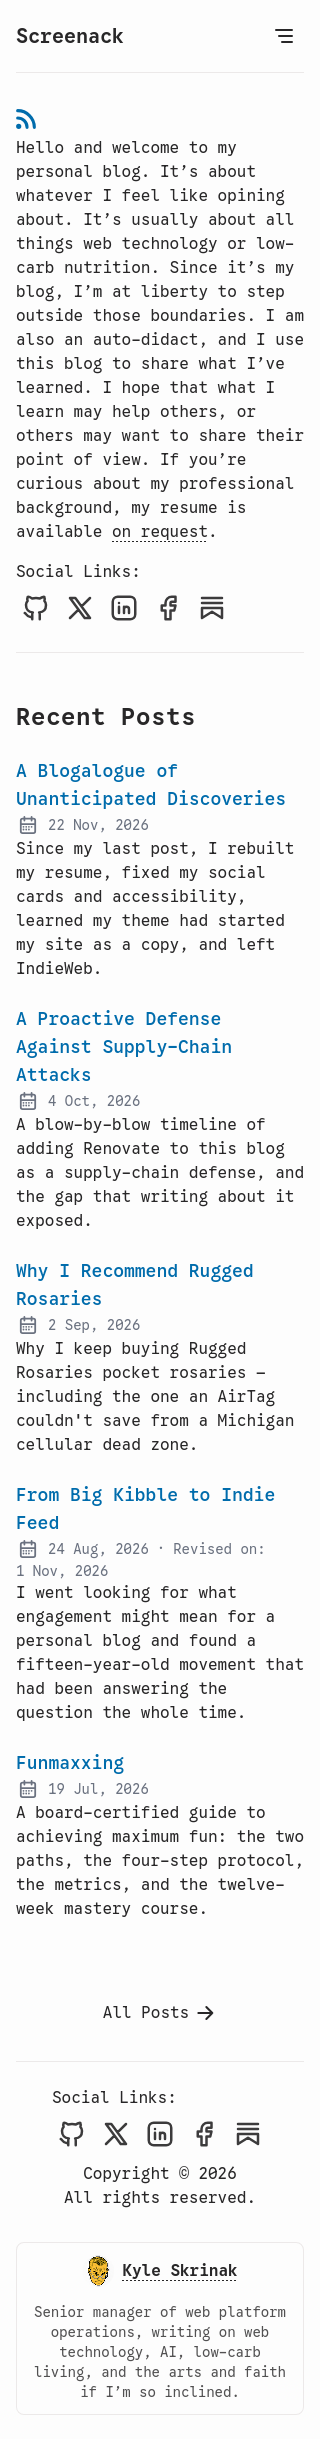 Screenack
Hello and welcome to my
personal blog. It’s about
whatever I feel like opining
about. It’s usually about all
things web technology or low-
carb nutrition. Since it’s my
blog, I’m at liberty to step
outside those boundaries. I am
also an auto-didact, and I use
this blog to share what I’ve
learned. I hope that what I
learn may help others, or
others may want to share their
point of view. If you’re
curious about my professional
background, my resume is
available on request.
Social Links:
Recent Posts
A Blogalogue of
Unanticipated Discoveries
22 Nov, 2026
Since my last post, I rebuilt
my resume, fixed my social
cards and accessibility,
learned my theme had started
my site as a copy, and left
IndieWeb.
A Proactive Defense
Against Supply-Chain
Attacks
4 Oct, 2026
A blow-by-blow timeline of
adding Renovate to this blog
as a supply-chain defense, and
the gap that writing about it
exposed.
Why I Recommend Rugged
Rosaries
2 Sep, 2026
Why I keep buying Rugged
Rosaries pocket rosaries —
including the one an AirTag
couldn't save from a Michigan
cellular dead zone.
From Big Kibble to Indie
Feed
24 Aug, 2026 · Revised on:
1 Nov, 2026
I went looking for what
engagement might mean for a
personal blog and found a
fifteen-year-old movement that
had been answering the
question the whole time.
Funmaxxing
19 Jul, 2026
A board-certified guide to
achieving maximum fun: the two
paths, the four-step protocol,
the metrics, and the twelve-
week mastery course.
All Posts
Social Links:
Copyright © 2026
All rights reserved.
Kyle Skrinak
Senior manager of web platform
operations, writing on web
technology, AI, low-carb
living, and the arts and faith
if I’m so inclined.